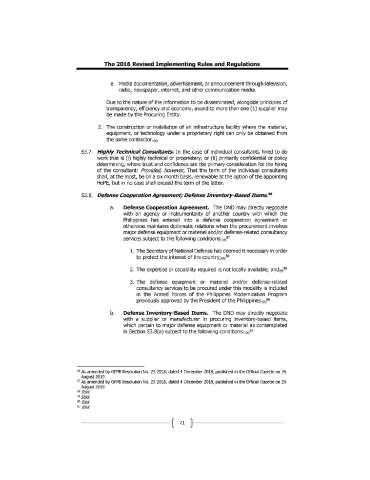 The 2016 Revised Implementing Rules and Regulations
e. Media documentation, advertisement, or announcement through television,
radio, newspaper, internet, and other communication media.
Due to the nature of the information to be disseminated, alongside principles of
transparency, efficiency and economy, award to more than one (1) supplier may
be made by the Procuring Entity.
2. The construction or installation of an infrastructure facility where the material,
equipment, or technology under a proprietary right can only be obtained from
the same contractor.
53.7. Highly Technical Consultants. In the case of individual consultants hired to do
work that is (i) highly technical or proprietary; or (ii) primarily confidential or policy
determining, where trust and confidence are the primary consideration for the hiring
of the consultant: Provided, however, That the term of the individual consultants
shall, at the most, be on a six month basis, renewable at the option of the appointing
HoPE, but in no case shall exceed the term of the latter.
53.8. Defense Cooperation Agreement; Defense Inventory-Based Items.56
a. Defense Cooperation Agreement. The DND may directly negotiate
with an agency or instrumentality of another country with which the
Philippines has entered into a defense cooperation agreement or
otherwise maintains diplomatic relations when the procurement involves
major defense equipment or materiel and/or defense-related consultancy
services subject to the following conditions:57
1. The Secretary of National Defense has deemed it necessary in order
to protect the interest of the country;58
2. The expertise or capability required is not locally available; and59
3. The defense equipment or materiel and/or defense-related
consultancy services to be procured under this modality is included
in the Armed Forces of the Philippines Modernization Program
previously approved by the President of the Philippines.60
b. Defense Inventory-Based Items. The DND may directly negotiate
with a supplier or manufacturer in procuring inventory-based items,
which pertain to major defense equipment or materiel as contemplated
in Section 53.8(a) subject to the following conditions:61
56 As amended by GPPB Resolution No. 23-2018, dated 4 December 2018, published in the Official Gazette on 26
August 2019.
57 As amended by GPPB Resolution No. 23-2018, dated 4 December 2018, published in the Official Gazette on 26
August 2019.
58 Ibid.
59 Ibid.
60 Ibid.
61 Ibid.
71